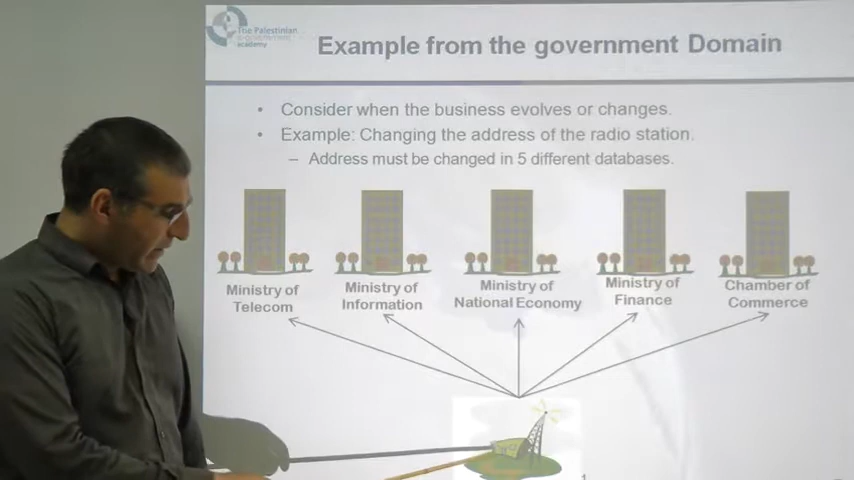 The Palestinian
e-government
academy
Example from the government Domain
• Consider when the business evolves or changes.
• Example: Changing the address of the radio station.
– Address must be changed in 5 different databases.
Ministry of
Telecom
Ministry of
Information
Ministry of
National Economy
Ministry of
Finance
Chamber of
Commerce
1